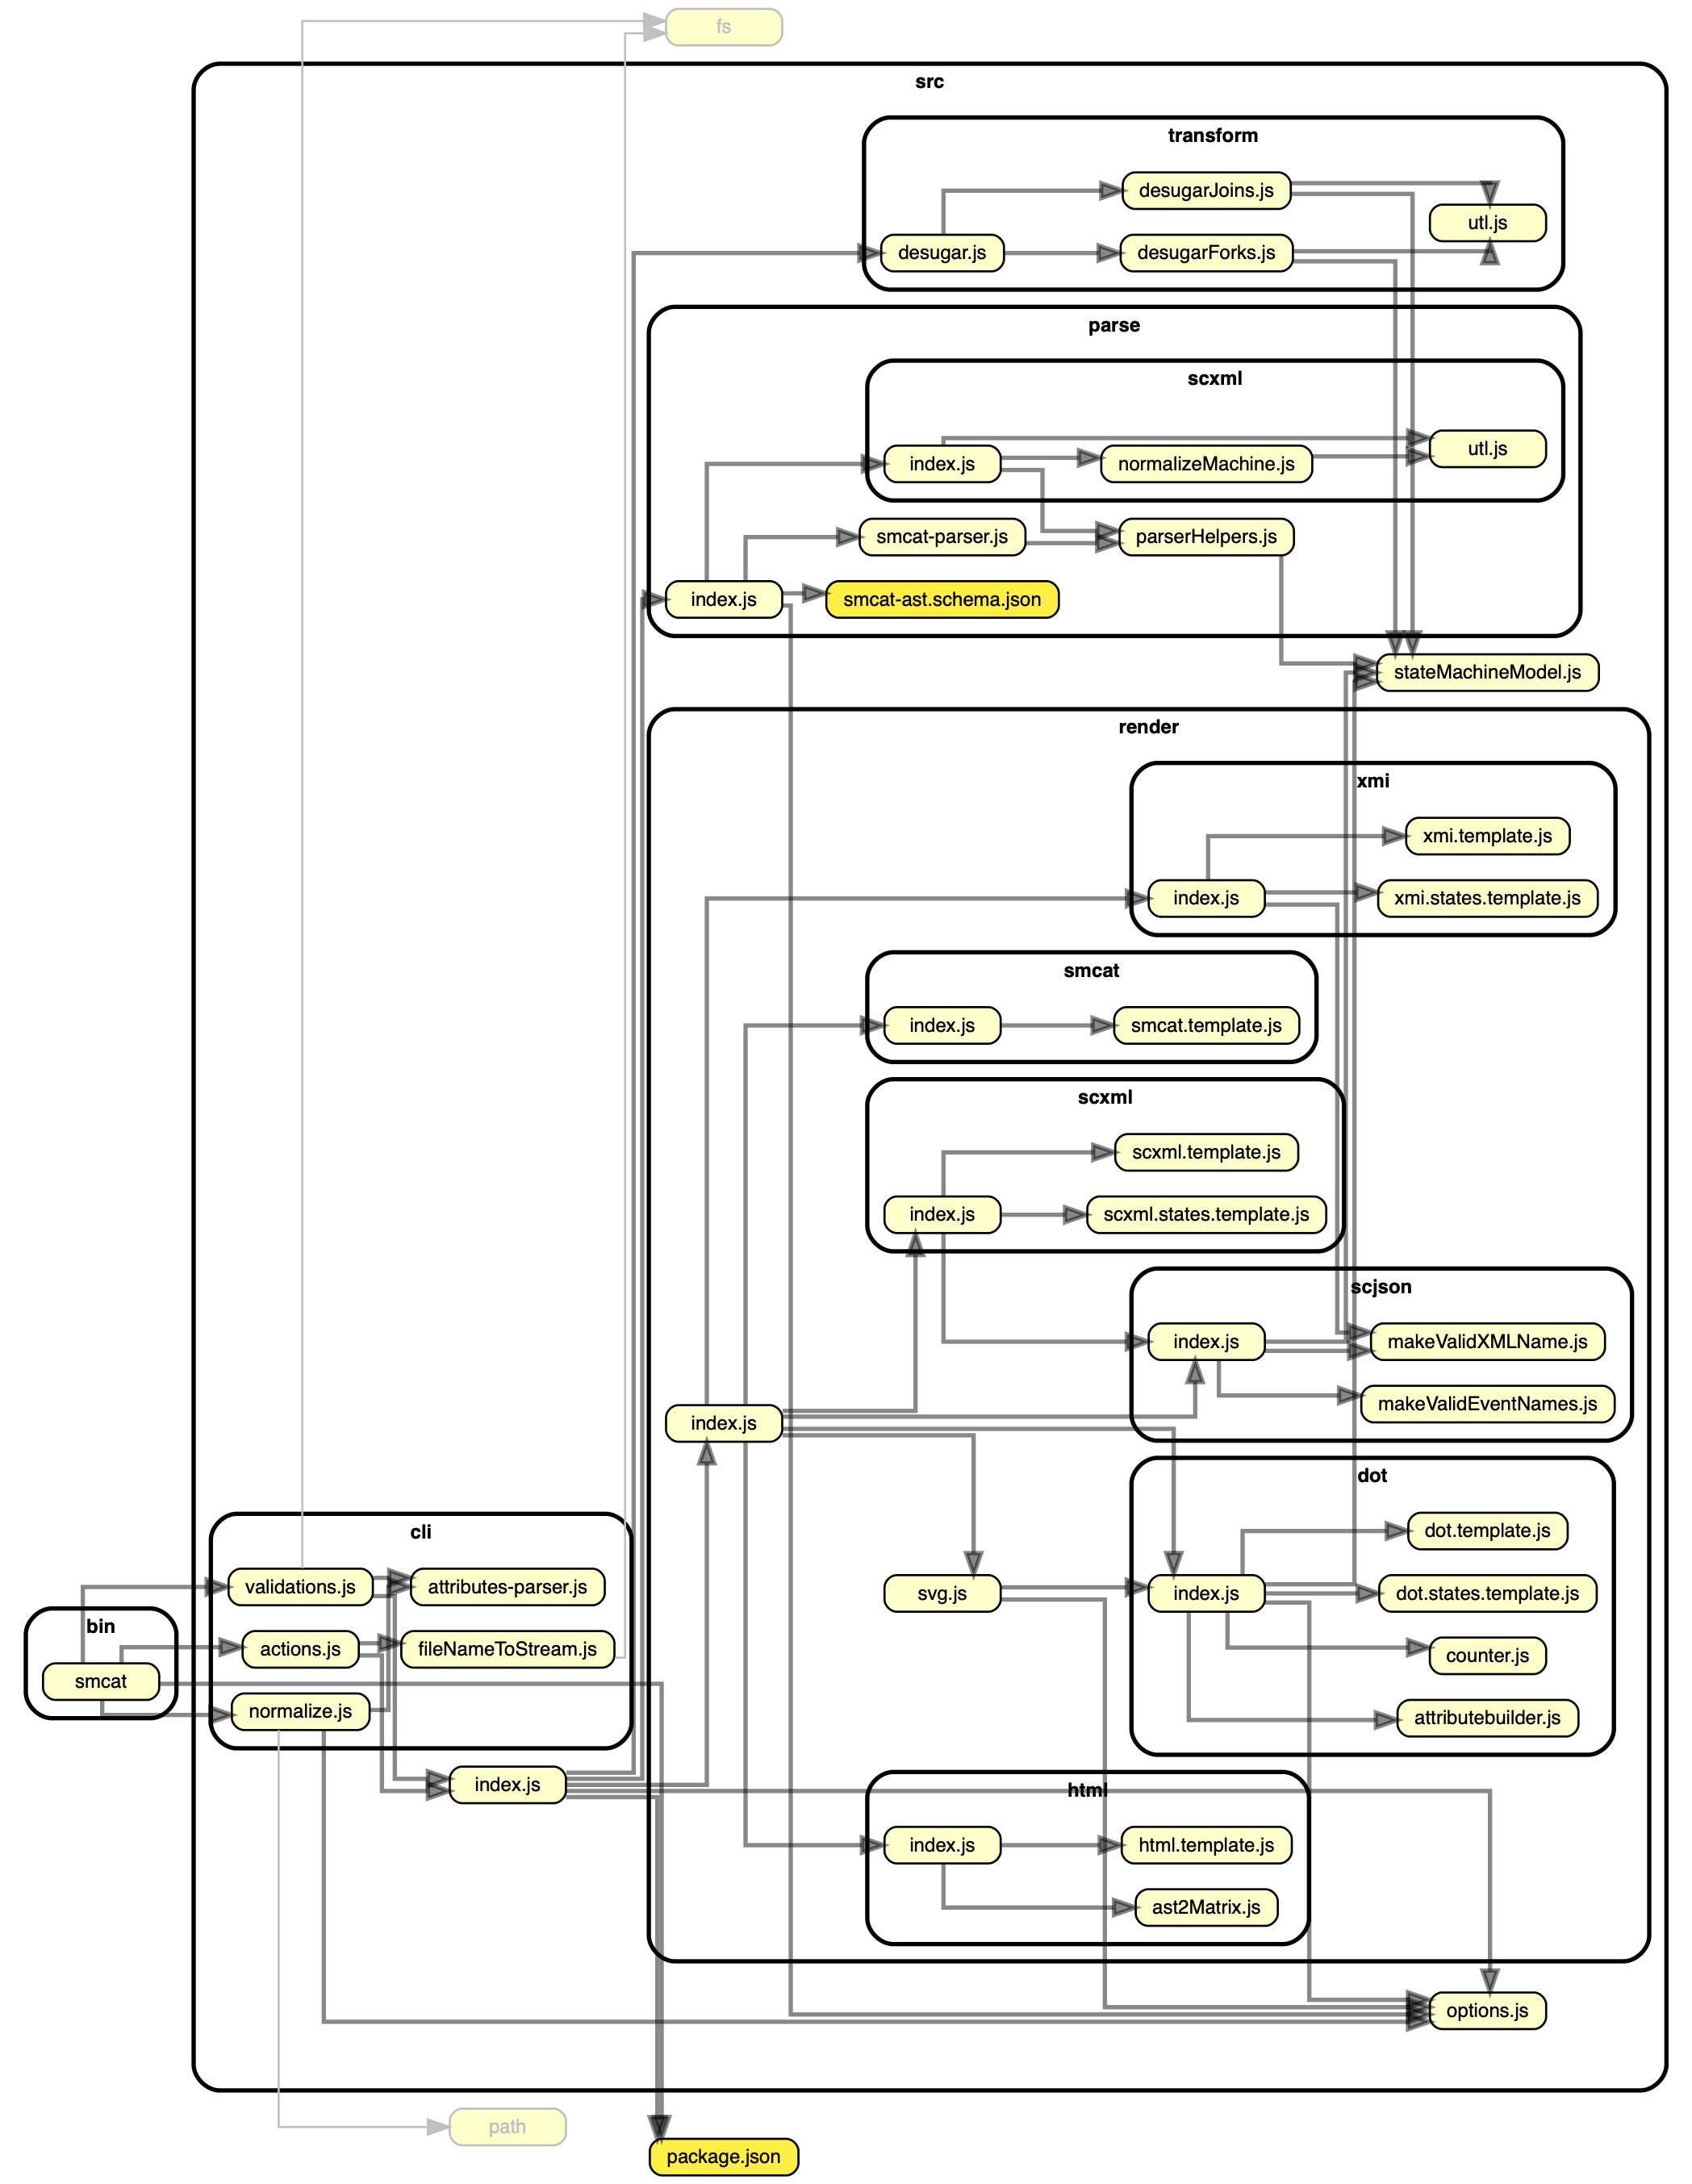 fs
src
transform
desugarJoins.js
utl.js
desugar.js
desugarForks.js
parse
scxml
utl.js
index.js
normalizeMachine.js
smcat-parser.js
parserHelpers.js
index.js
smcat-ast.schema.json
stateMachineModel.js
render
xmi
xmi.template.js
index.js
xmi.states.template.js
smcat
index.js
smcat.template.js
scxml
scxml.template.js
index.js
scxml.states.template.js
scjson
index.js
makeValidXMLName.js
makeValidEventNames.js
index.js
dot
dot.template.js
svg.js
index.js
dot.states.template.js
counter.js
attributebuilder.js
cli
validations.js
attributes-parser.js
bin
actions.js
fileNameToStream.js
smcat
normalize.js
index.js
html
index.js
html.template.js
ast2Matrix.js
options.js
path
package.json